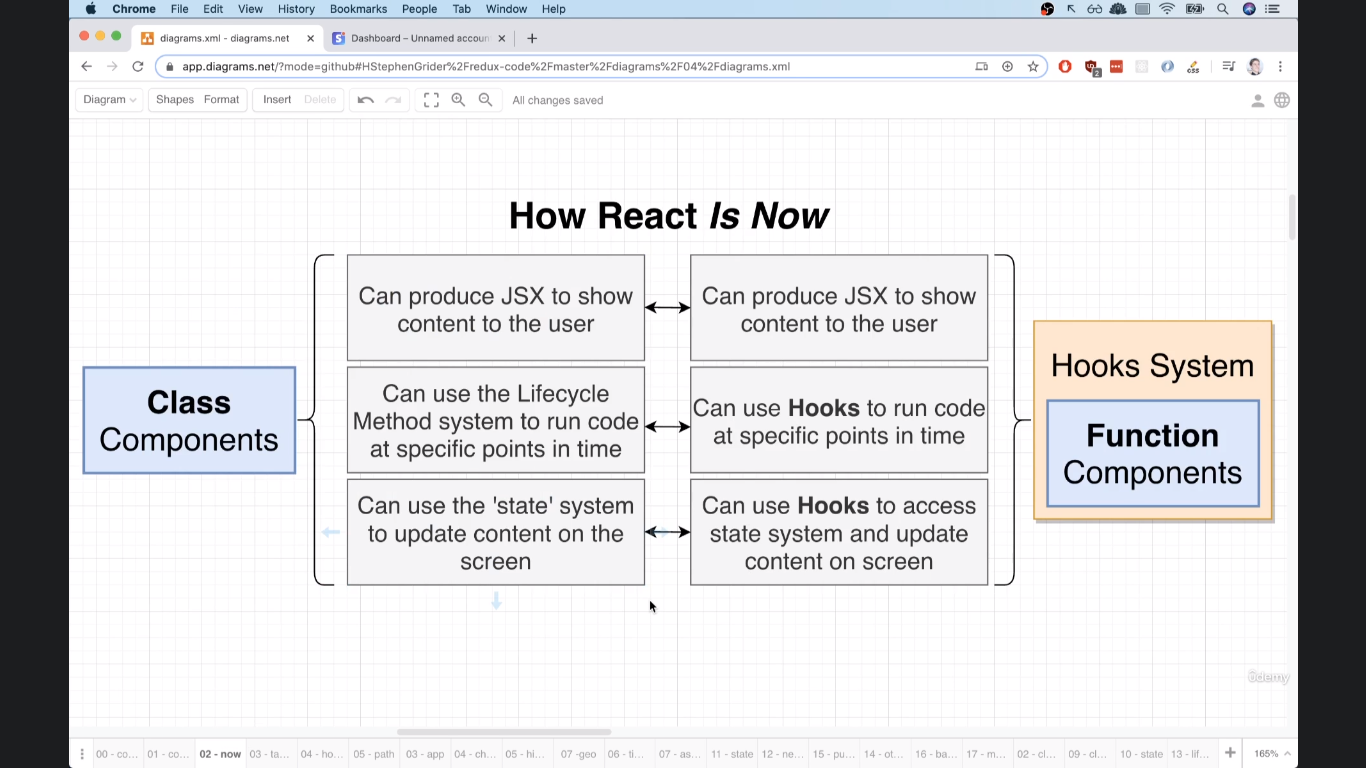 Chrome File Edit View History Bookmarks People Tab Window Help
diagrams.xml - diagrams.net
Dashboard – Unnamed accoun
app.diagrams.net/?mode=github#HStephenGrider%2Fredux-code%2Fmaster%2Fdiagrams%2F04%2Fdiagrams.xml
2
Diagram Shapes Format Insert Delete All changes saved
How React Is Now
Class
Components
Can produce JSX to show
content to the user
Can use the Lifecycle
Method system to run code
at specific points in time
Can use the 'state' system
to update content on the
screen
Can produce JSX to show
content to the user
Can use Hooks to run code
at specific points in time
Can use Hooks to access
state system and update
content on screen
Hooks System
Function
Components
ûdemy
00 - co... 01 - co... 02 - now 03 - ta... 04 - ho... 05 - path 03 - app 04 - ch... 05 - hi... 07 -geo 06 - ti... 07 - as... 11 - state 12 - ne... 15 - pu... 14 - ot... 16 - ba... 17 - m... 02 - cl... 09 - cl... 10 - state 13 - lif... 165%